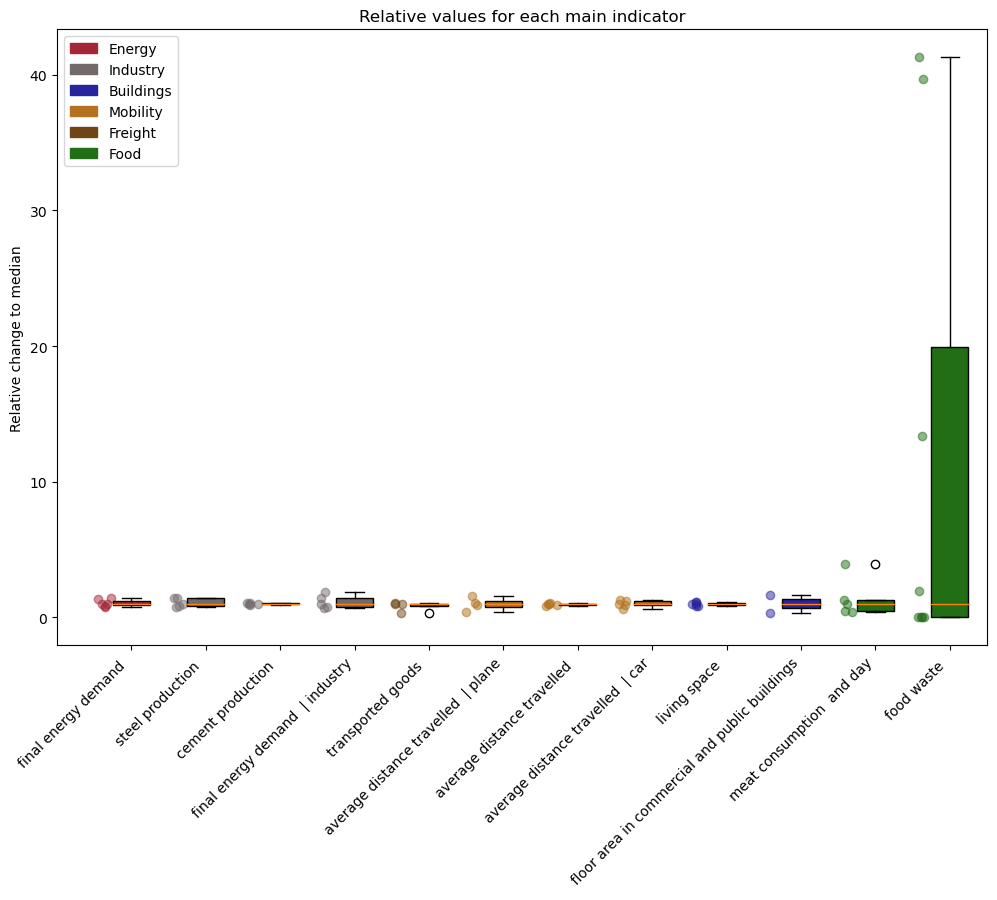 Relative values for each main indicator
Energy
Industry
Buildings
Mobility
Freight
Food
Relative change to median
40
30
20
10
0
final energy demand
steel production
cement production
final energy demand | industry
transported goods
average distance travelled | plane
average distance travelled
average distance travelled | car
living space
floor area in commercial and public buildings
meat consumption and day
food waste